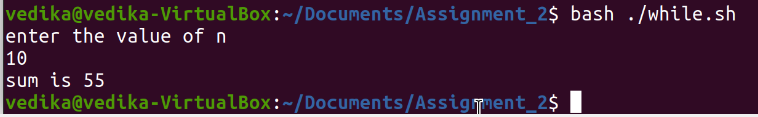 vedika@vedika-VirtualBox:~/Documents/Assignment_2$ bash ./while.sh
enter the value of n
10
sum is 55
vedika@vedika-VirtualBox:~/Documents/Assignment_2$